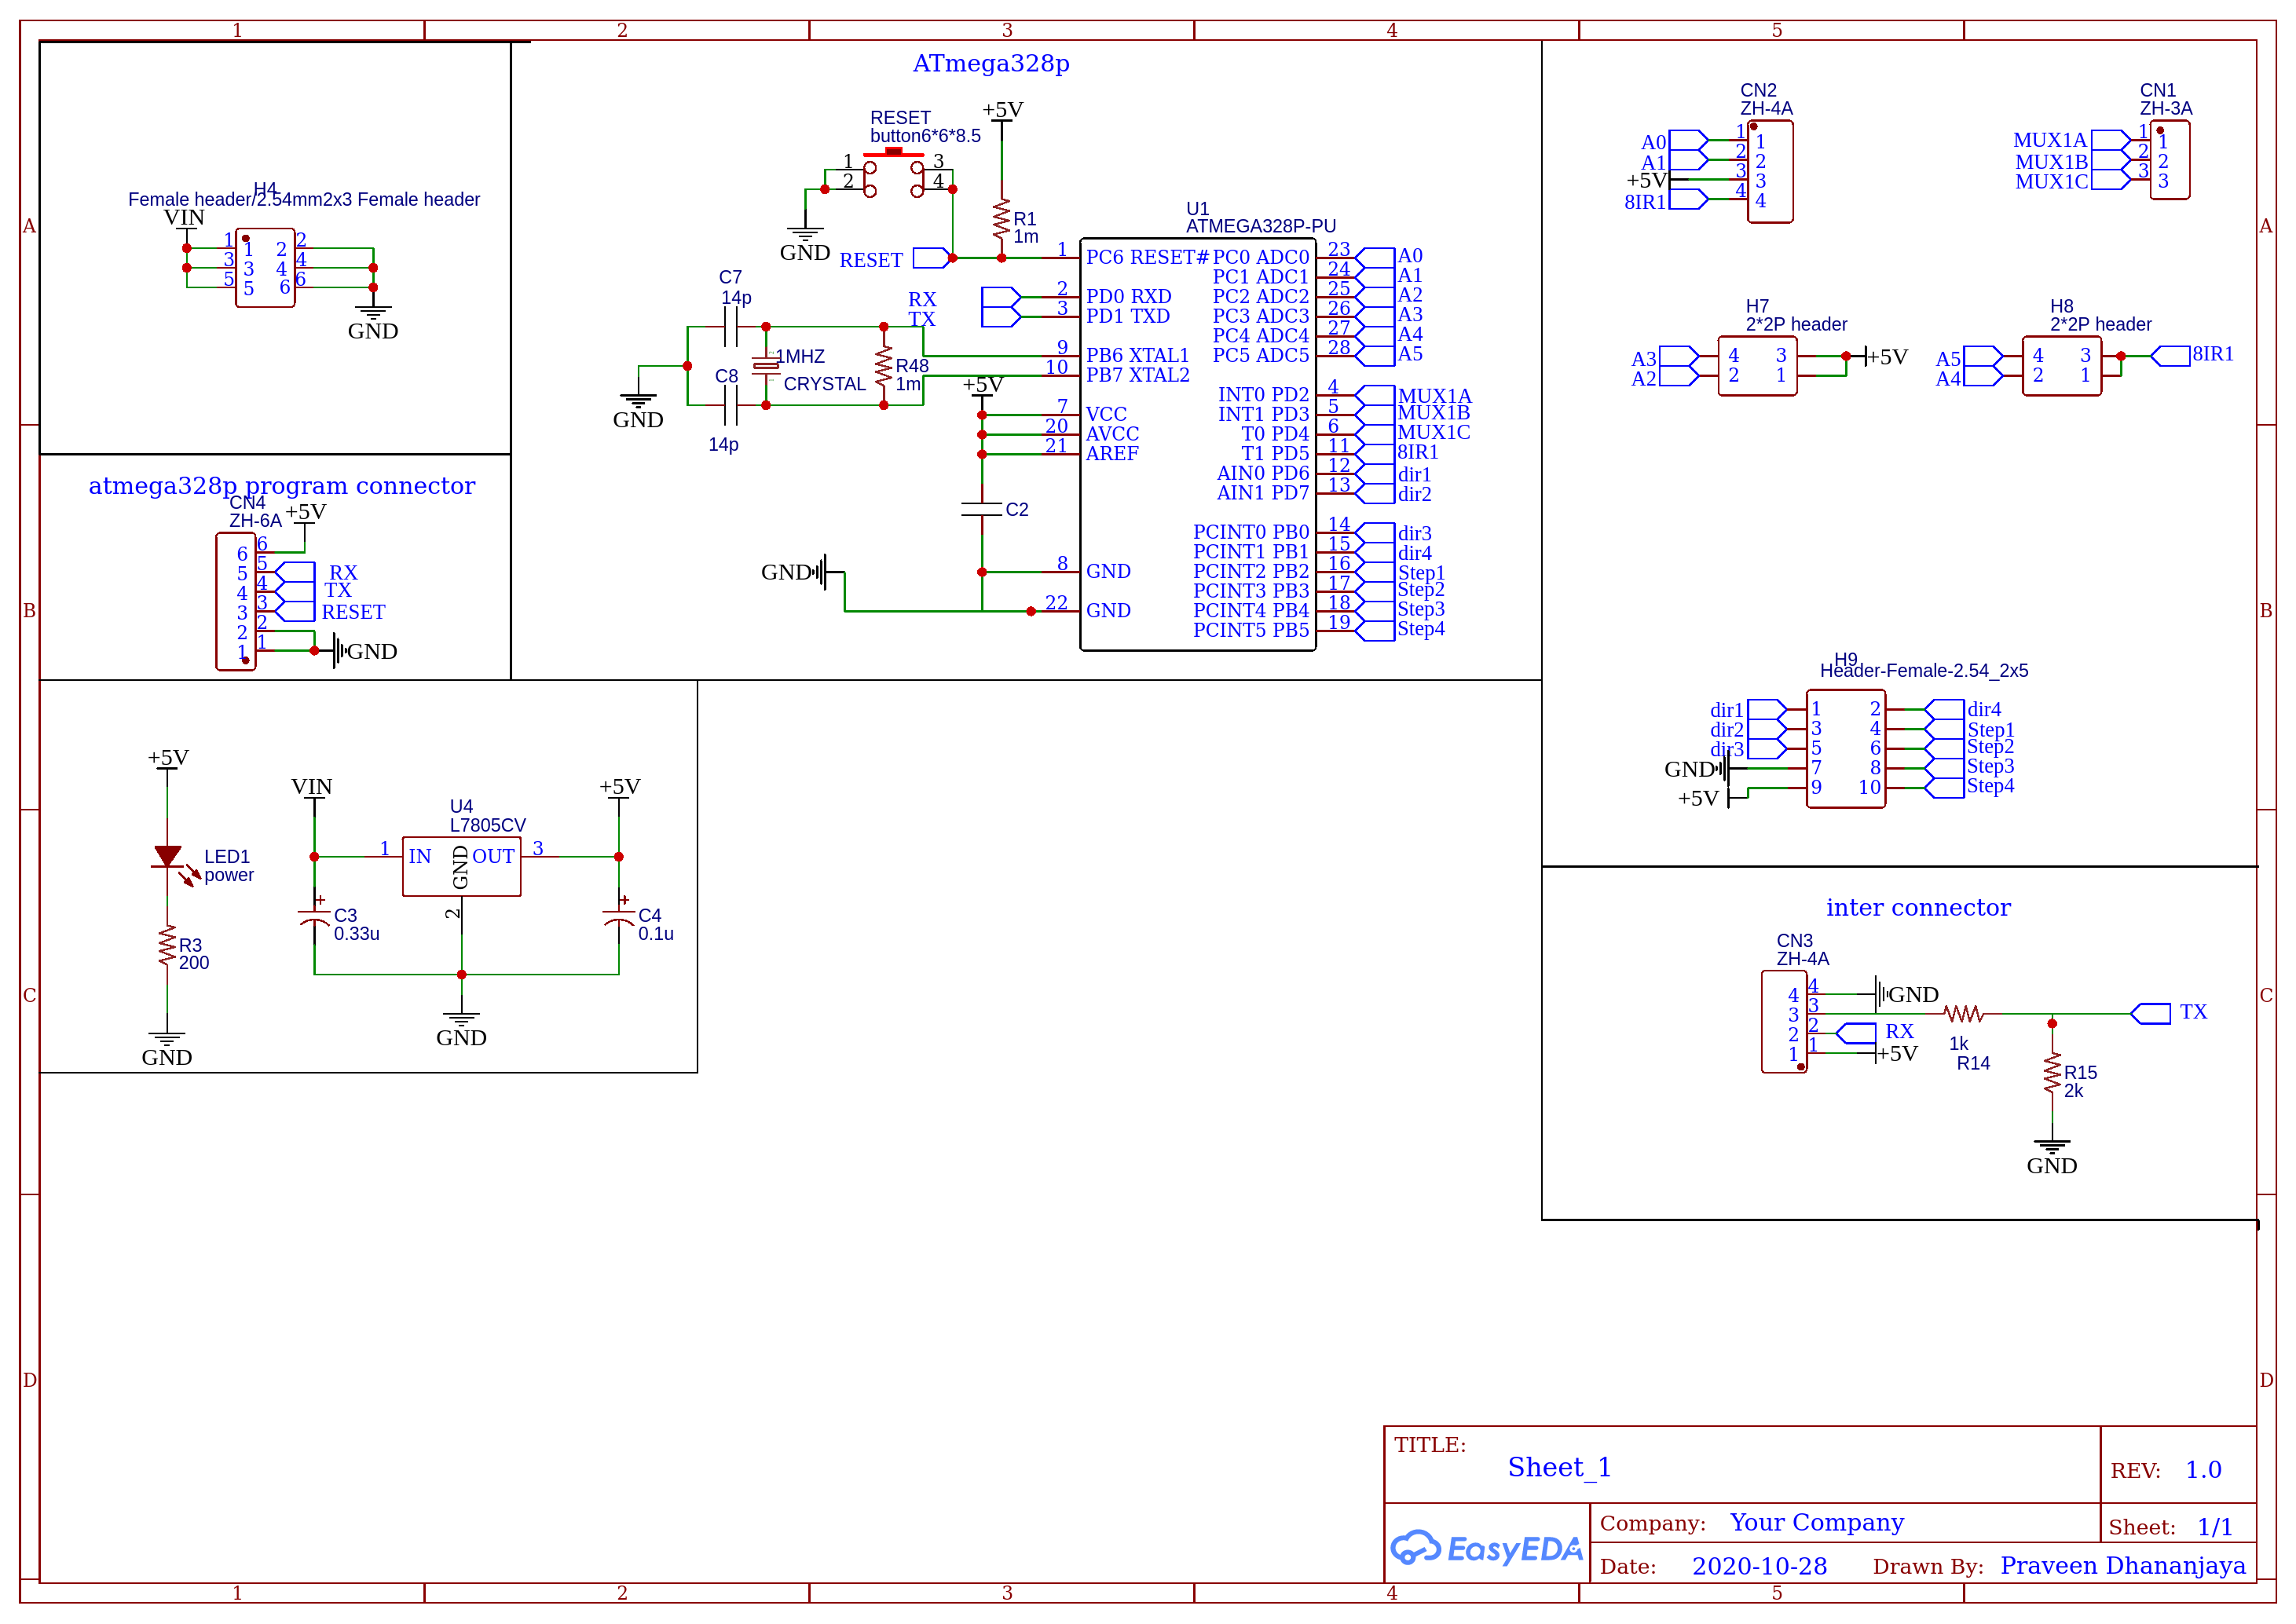 1 2 3 4 5
A
B
C
D
A
B
C
D
1 2 3 4 5
H4
Female header/2.54mm2x3 Female header
VIN
1 1 2 2
3 3 4 4
5 5 6 6
GND
atmega328p program connector
CN4
ZH-6A
+5V
6 6
5 5 RX
4 4 TX
3 3 RESET
2 2
1 1 GND
ATmega328p
RESET
button6*6*8.5
1 3
2 4
GND
+5V
R1
1m
RESET
C7
14p
C8
14p
1MHZ
CRYSTAL
R48
1m
GND
RX
TX
+5V
C2
GND
U1
ATMEGA328P-PU
1 PC6 RESET# PC0 ADC0 23 A0
PC1 ADC1 24 A1
2 PD0 RXD PC2 ADC2 25 A2
3 PD1 TXD PC3 ADC3 26 A3
PC4 ADC4 27 A4
9 PB6 XTAL1 PC5 ADC5 28 A5
10 PB7 XTAL2
INT0 PD2 4 MUX1A
7 VCC INT1 PD3 5 MUX1B
20 AVCC T0 PD4 6 MUX1C
21 AREF T1 PD5 11 8IR1
AIN0 PD6 12 dir1
AIN1 PD7 13 dir2
PCINT0 PB0 14 dir3
PCINT1 PB1 15 dir4
8 GND PCINT2 PB2 16 Step1
PCINT3 PB3 17 Step2
22 GND PCINT4 PB4 18 Step3
PCINT5 PB5 19 Step4
CN2
ZH-4A
A0 1 1
A1 2 2
+5V 3 3
8IR1 4 4
CN1
ZH-3A
MUX1A 1 1
MUX1B 2 2
MUX1C 3 3
H7
2*2P header
A3 4 3 +5V
A2 2 1
H8
2*2P header
A5 4 3 8IR1
A4 2 1
H9
Header-Female-2.54_2x5
dir1 1 2 dir4
dir2 3 4 Step1
dir3 5 6 Step2
GND 7 8 Step3
+5V 9 10 Step4
+5V
LED1
power
R3
200
GND
VIN
U4
L7805CV
1 IN GND OUT 3
2
+5V
+
C3
0.33u
+
C4
0.1u
GND
inter connector
CN3
ZH-4A
4 4 GND
3 3 TX
2 2 RX
1 1 +5V
1k
R14
R15
2k
GND
TITLE:
Sheet_1
REV: 1.0
EasyEDA
Company: Your Company
Sheet: 1/1
Date: 2020-10-28 Drawn By: Praveen Dhananjaya